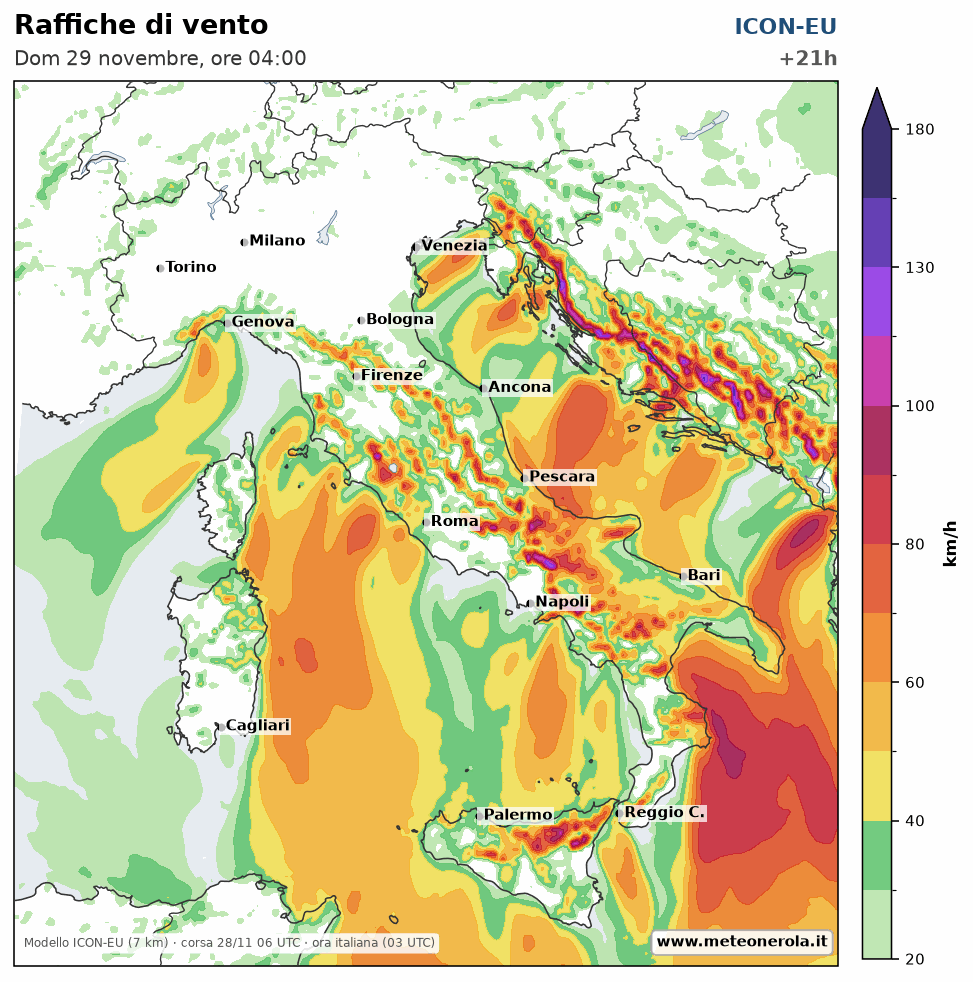 Raffiche di vento
ICON-EU
Dom 29 novembre, ore 04:00
+21h
180
130
100
80
60
40
20
km/h
Milano
Venezia
Torino
Genova
Bologna
Firenze
Ancona
Pescara
Roma
Bari
Napoli
Cagliari
Palermo
Reggio C.
Modello ICON-EU (7 km) · corsa 28/11 06 UTC · ora italiana (03 UTC)
www.meteonerola.it